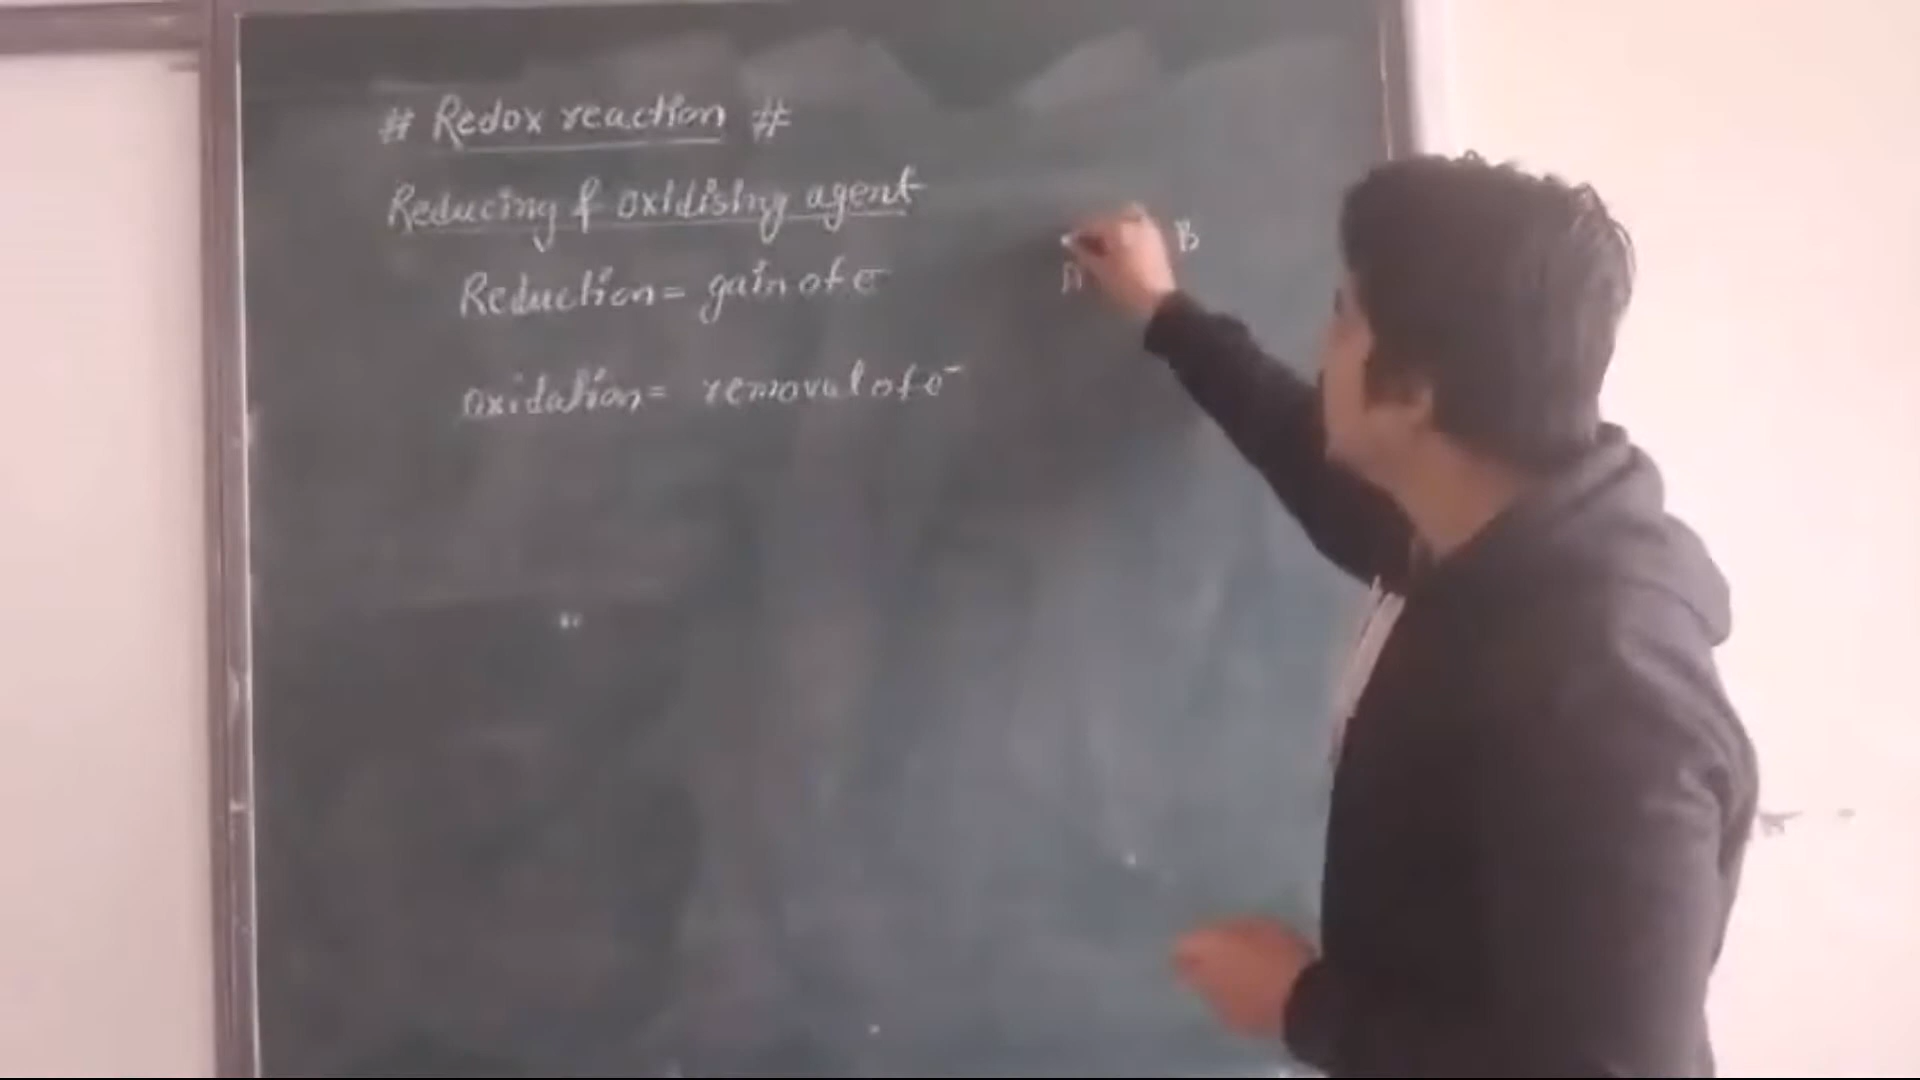 # Redox reaction #
Reducing & oxidising agent
Reduction = gain of e-
oxidation = removal of e-
A B